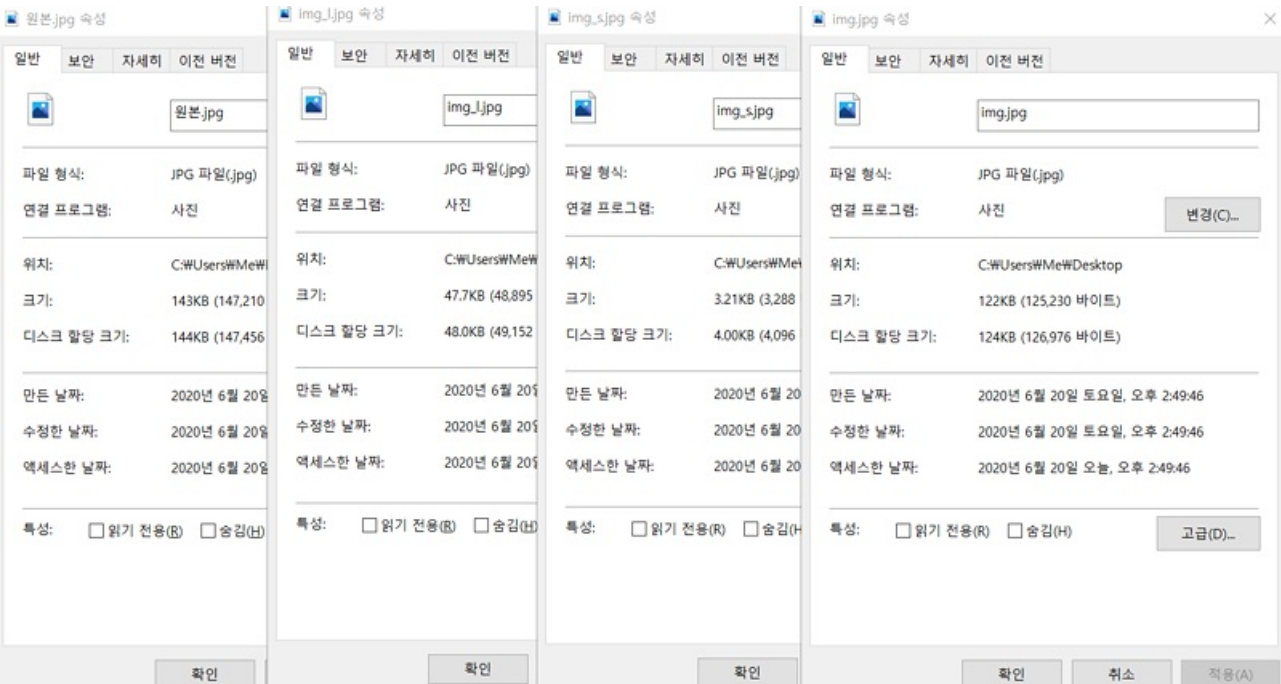 원본.jpg 속성
일반 보안 자세히 이전 버전
원본.jpg
파일 형식: JPG 파일(.jpg)
연결 프로그램: 사진
위치: C:₩Users₩Me₩
크기: 143KB (147,210
디스크 할당 크기: 144KB (147,456
만든 날짜: 2020년 6월 20일
수정한 날짜: 2020년 6월 20일
액세스한 날짜: 2020년 6월 20일
특성: 읽기 전용(R) 숨김(H)
확인
img_l.jpg 속성
일반 보안 자세히 이전 버전
img_l.jpg
파일 형식: JPG 파일(.jpg)
연결 프로그램: 사진
위치: C:₩Users₩Me₩
크기: 47.7KB (48,895
디스크 할당 크기: 48.0KB (49,152
만든 날짜: 2020년 6월 20일
수정한 날짜: 2020년 6월 20일
액세스한 날짜: 2020년 6월 20일
특성: 읽기 전용(R) 숨김(H)
확인
img_s.jpg 속성
일반 보안 자세히 이전 버전
img_s.jpg
파일 형식: JPG 파일(.jpg)
연결 프로그램: 사진
위치: C:₩Users₩Me₩
크기: 3.21KB (3,288
디스크 할당 크기: 4.00KB (4,096
만든 날짜: 2020년 6월 20
수정한 날짜: 2020년 6월 20
액세스한 날짜: 2020년 6월 20
특성: 읽기 전용(R) 숨김(H
확인
img.jpg 속성
일반 보안 자세히 이전 버전
img.jpg
파일 형식: JPG 파일(.jpg)
연결 프로그램: 사진 변경(C)...
위치: C:₩Users₩Me₩Desktop
크기: 122KB (125,230 바이트)
디스크 할당 크기: 124KB (126,976 바이트)
만든 날짜: 2020년 6월 20일 토요일, 오후 2:49:46
수정한 날짜: 2020년 6월 20일 토요일, 오후 2:49:46
액세스한 날짜: 2020년 6월 20일 오늘, 오후 2:49:46
특성: 읽기 전용(R) 숨김(H) 고급(D)...
확인 취소 적용(A)